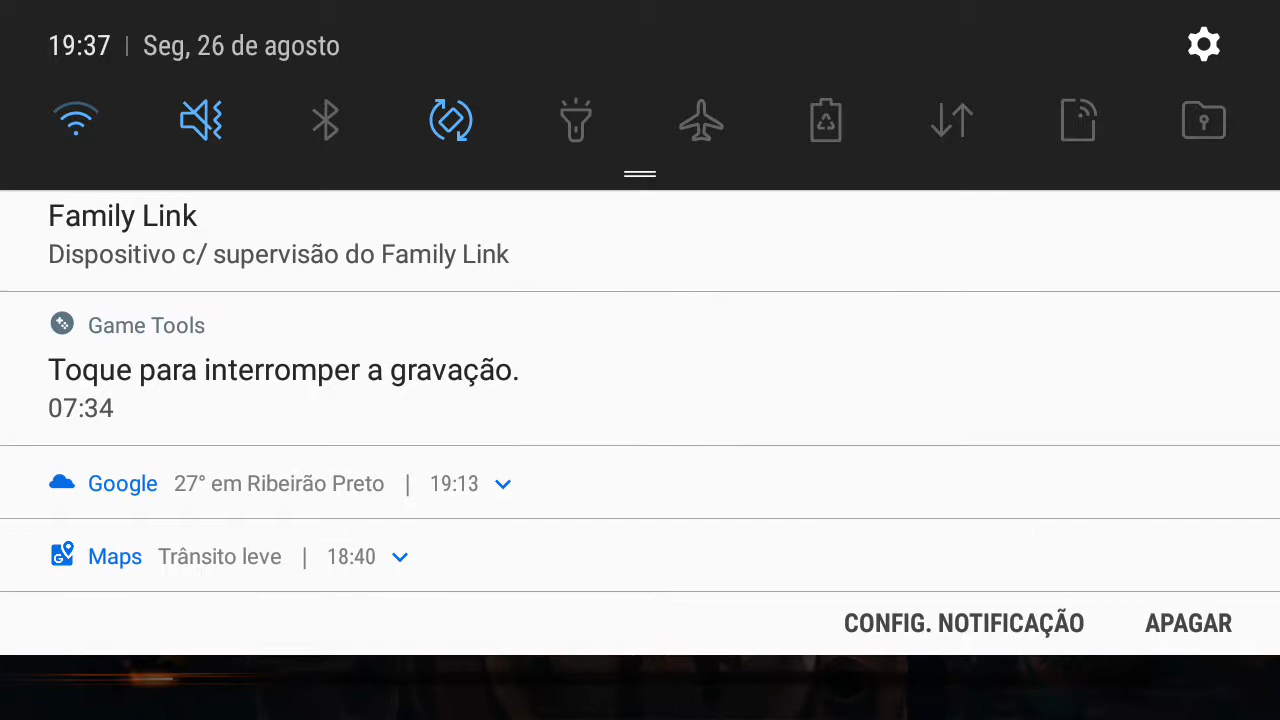 19:37 | Seg, 26 de agosto
Family Link
Dispositivo c/ supervisão do Family Link
Game Tools
Toque para interromper a gravação.
07:34
Google 27° em Ribeirão Preto | 19:13
Maps Trânsito leve | 18:40
CONFIG. NOTIFICAÇÃO APAGAR